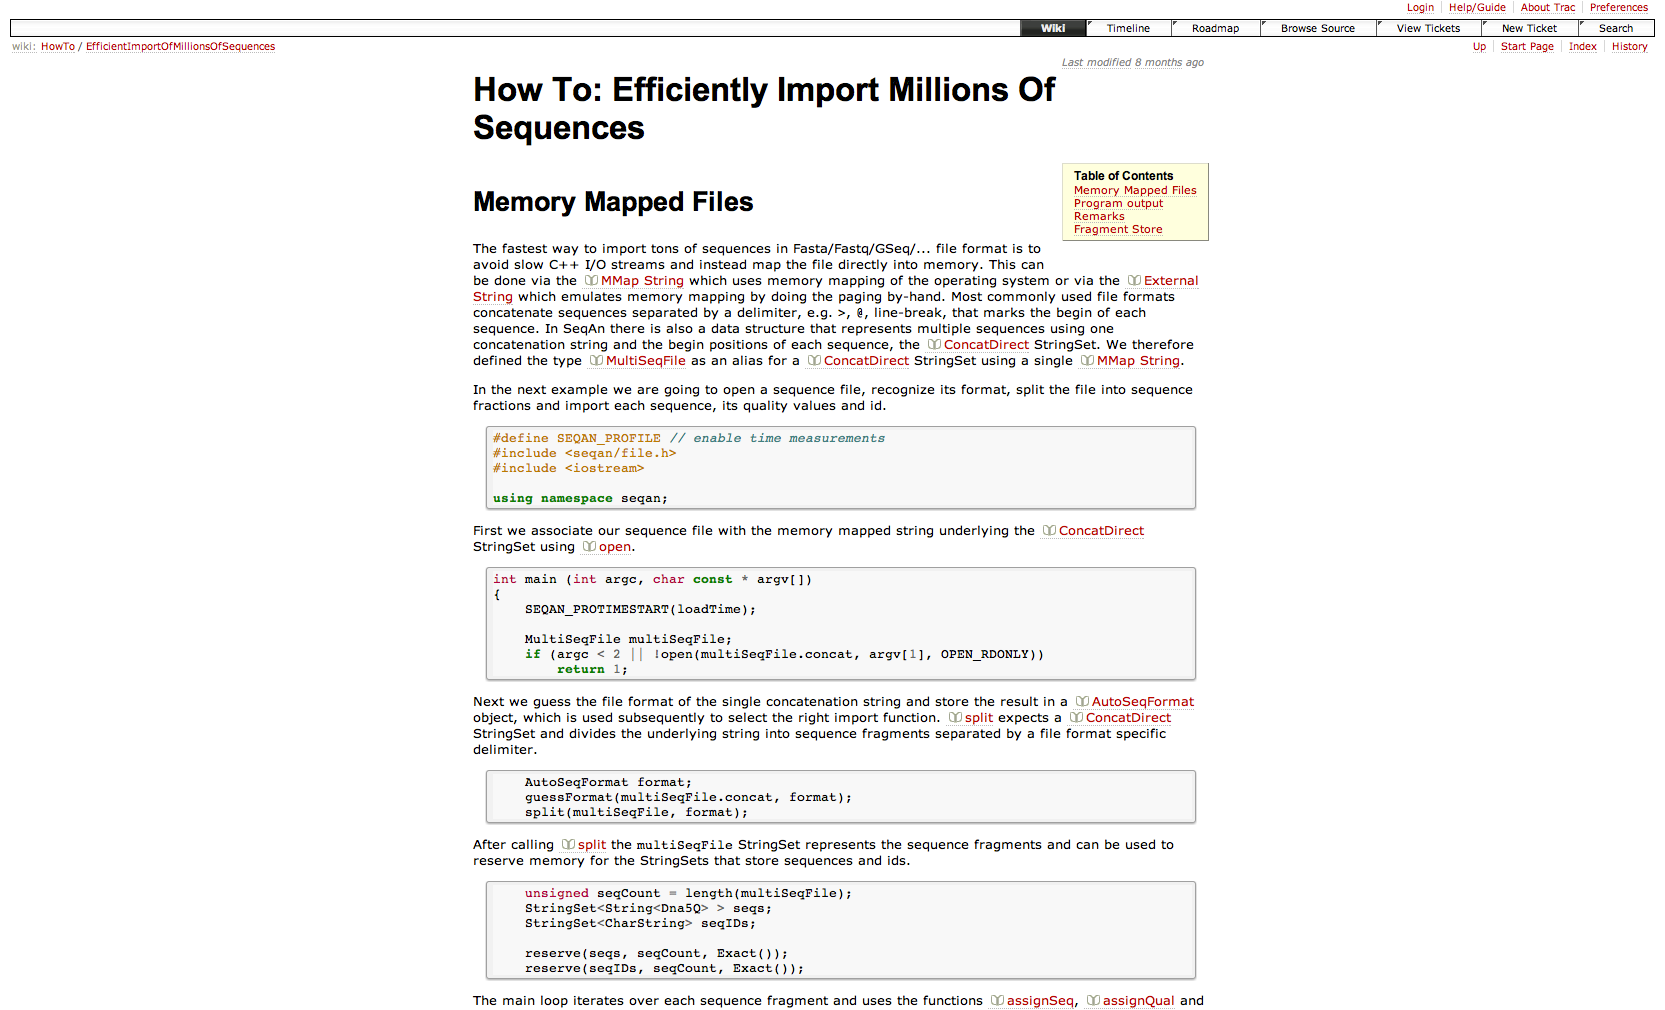 Login Help/Guide About Trac Preferences
Wiki Timeline Roadmap Browse Source View Tickets New Ticket Search
wiki: HowTo / EfficientImportOfMillionsOfSequences Up Start Page Index History
Last modified 8 months ago
How To: Efficiently Import Millions Of
Sequences
Table of Contents
Memory Mapped Files
Program output
Remarks
Fragment Store
Memory Mapped Files
The fastest way to import tons of sequences in Fasta/Fastq/GSeq/... file format is to
avoid slow C++ I/O streams and instead map the file directly into memory. This can
be done via the MMap String which uses memory mapping of the operating system or via the External
String which emulates memory mapping by doing the paging by-hand. Most commonly used file formats
concatenate sequences separated by a delimiter, e.g. >, @, line-break, that marks the begin of each
sequence. In SeqAn there is also a data structure that represents multiple sequences using one
concatenation string and the begin positions of each sequence, the ConcatDirect StringSet. We therefore
defined the type MultiSeqFile as an alias for a ConcatDirect StringSet using a single MMap String.
In the next example we are going to open a sequence file, recognize its format, split the file into sequence
fractions and import each sequence, its quality values and id.
#define SEQAN_PROFILE // enable time measurements
#include <seqan/file.h>
#include <iostream>
using namespace seqan;
First we associate our sequence file with the memory mapped string underlying the ConcatDirect
StringSet using open.
int main (int argc, char const * argv[])
{
SEQAN_PROTIMESTART(loadTime);
MultiSeqFile multiSeqFile;
if (argc < 2 || !open(multiSeqFile.concat, argv[1], OPEN_RDONLY))
return 1;
Next we guess the file format of the single concatenation string and store the result in a AutoSeqFormat
object, which is used subsequently to select the right import function. split expects a ConcatDirect
StringSet and divides the underlying string into sequence fragments separated by a file format specific
delimiter.
AutoSeqFormat format;
guessFormat(multiSeqFile.concat, format);
split(multiSeqFile, format);
After calling split the multiSeqFile StringSet represents the sequence fragments and can be used to
reserve memory for the StringSets that store sequences and ids.
unsigned seqCount = length(multiSeqFile);
StringSet<String<Dna5Q> > seqs;
StringSet<CharString> seqIDs;
reserve(seqs, seqCount, Exact());
reserve(seqIDs, seqCount, Exact());
The main loop iterates over each sequence fragment and uses the functions assignSeq, assignQual and